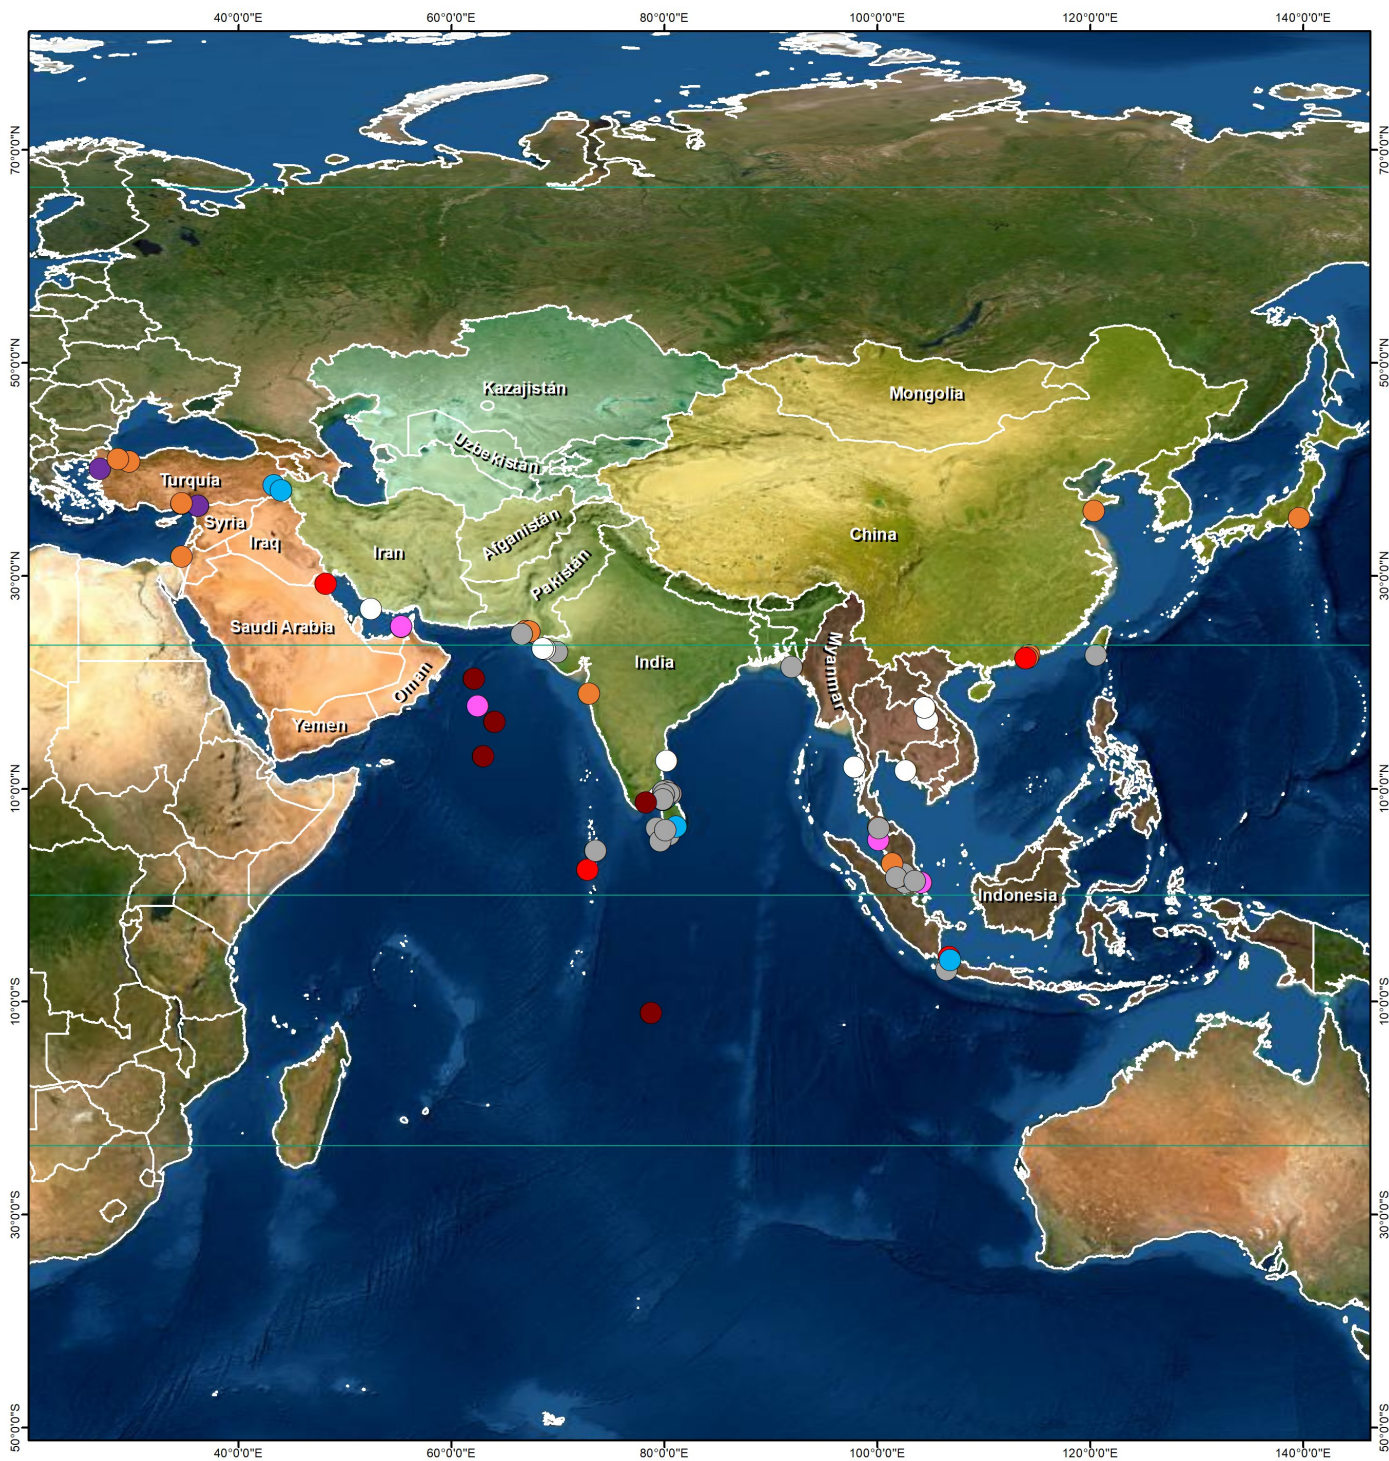 40°0'0"E 60°0'0"E 80°0'0"E 100°0'0"E 120°0'0"E 140°0'0"E
70°0'0"N 70°0'0"N
50°0'0"N 50°0'0"N
Kazajistán
Mongolia
Uzbekistán
Turquía
Syria
Afganistán
China
Iraq
Iran
Pakistán
30°0'0"N 30°0'0"N
Saudi Arabia
India
Myanmar
Omán
Yemen
10°0'0"N 10°0'0"N
Indonesia
10°0'0"S 10°0'0"S
30°0'0"S 30°0'0"S
50°0'0"S 50°0'0"S
40°0'0"E 60°0'0"E 80°0'0"E 100°0'0"E 120°0'0"E 140°0'0"E